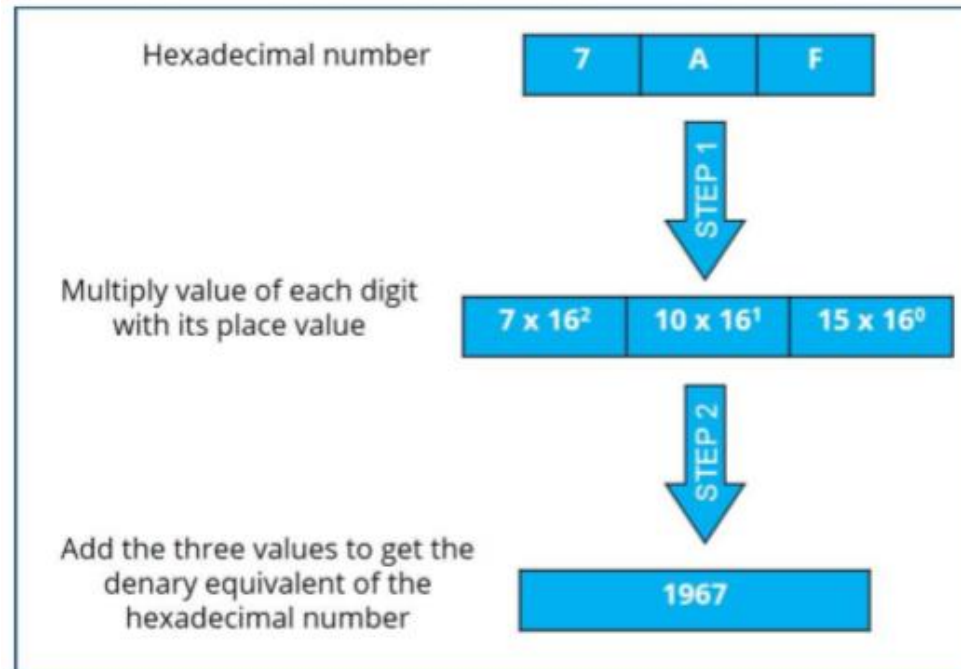 Hexadecimal number
7 A F
STEP 1
Multiply value of each digit
with its place value
7 x 16² 10 x 16¹ 15 x 16⁰
STEP 2
Add the three values to get the
denary equivalent of the
hexadecimal number
1967